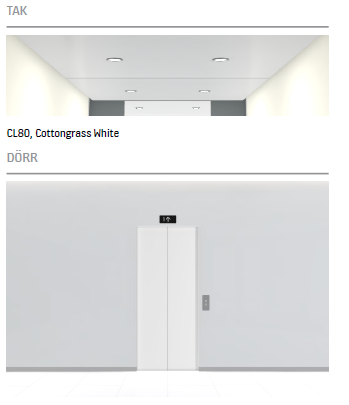 TAK
CL80, Cottongrass White
DÖRR